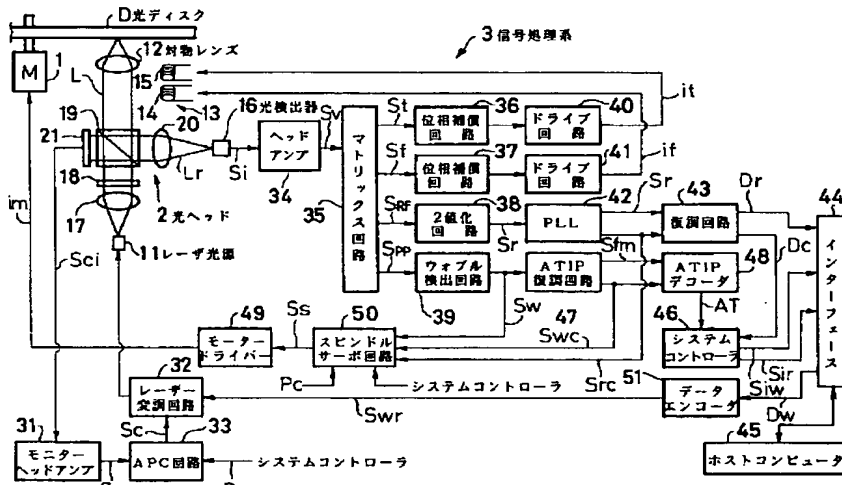 D光ディスク
3信号処理系
M
1
12対物レンズ
L
15
14
13
16光検出器
19
20
21
18
17
Lr
2光ヘッド
11レーザ光源
im
Sci
Si
ヘッド
アンプ
34
Sv
マトリックス回路
35
St
Sf
SRF
SPP
位相補償
回路
36
位相補償
回路
37
2値化
回路
38
ウォブル
検出回路
39
ドライブ
回路
40
ドライブ
回路
41
it
if
Sr
PLL
42
Sr
ATIP
復調回路
47
Sfm
復調回路
43
Dr
Dc
ATIP
デコーダ
48
AT
システム
コントローラ
46
インターフェース
44
Sir
Siw
Dw
データ
エンコーダ
51
ホストコンピュータ
45
Sw
Swc
Src
Swr
スピンドル
サーボ回路
50
Ss
Pc
システムコントローラ
モーター
ドライバー
49
レーザー
変調回路
32
Sc
APC回路
33
システムコントローラ
モニター
ヘッドアンプ
31